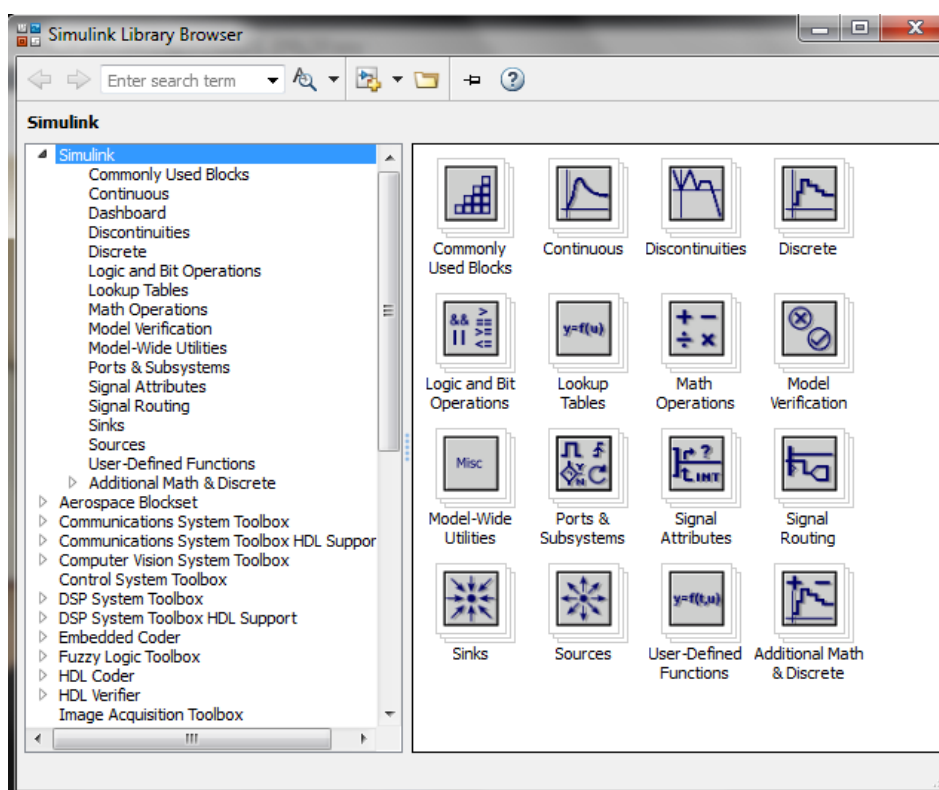 Simulink Library Browser
Enter search term
Simulink
Simulink
Commonly Used Blocks
Continuous
Dashboard
Discontinuities
Discrete
Logic and Bit Operations
Lookup Tables
Math Operations
Model Verification
Model-Wide Utilities
Ports & Subsystems
Signal Attributes
Signal Routing
Sinks
Sources
User-Defined Functions
Additional Math & Discrete
Aerospace Blockset
Communications System Toolbox
Communications System Toolbox HDL Suppor
Computer Vision System Toolbox
Control System Toolbox
DSP System Toolbox
DSP System Toolbox HDL Support
Embedded Coder
Fuzzy Logic Toolbox
HDL Coder
HDL Verifier
Image Acquisition Toolbox
Commonly
Used Blocks
Continuous
Discontinuities
Discrete
&& > == || >= <=
y=f(u)
+ − ÷ ×
Logic and Bit
Operations
Lookup
Tables
Math
Operations
Model
Verification
Misc
Y N
? INT
Model-Wide
Utilities
Ports &
Subsystems
Signal
Attributes
Signal
Routing
y=f(t,u)
+ −
Sinks
Sources
User-Defined
Functions
Additional Math
& Discrete